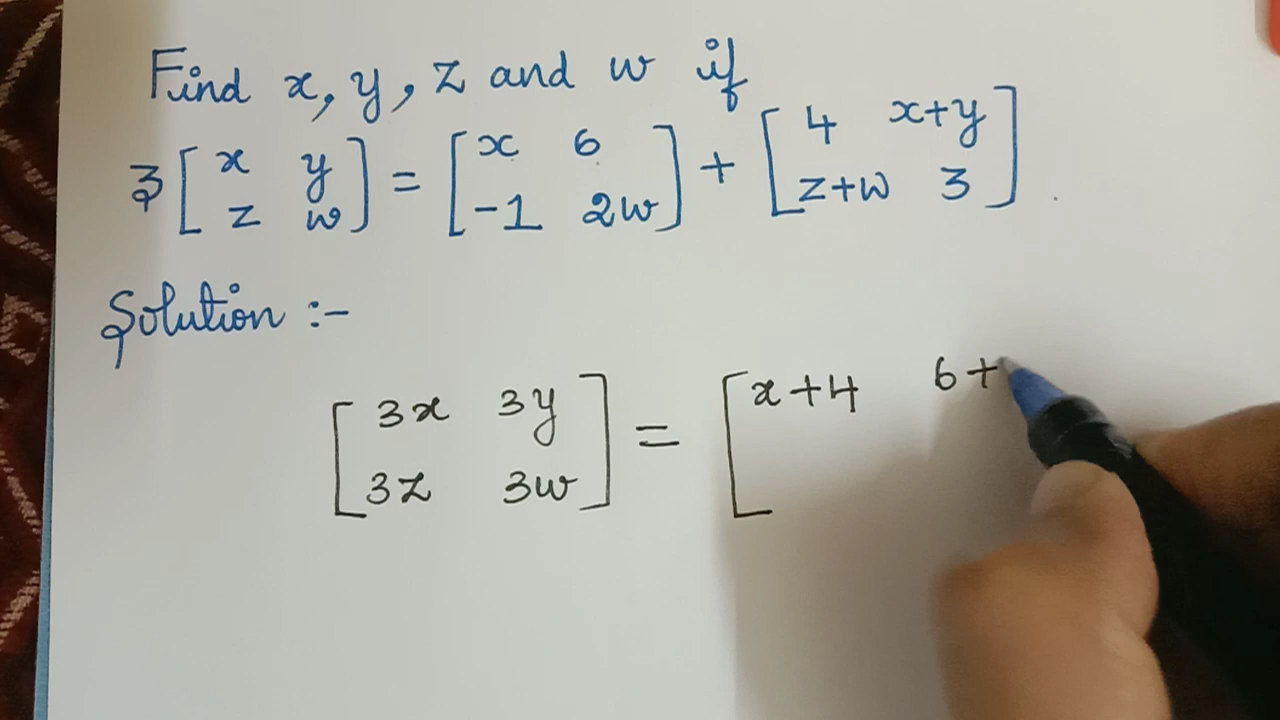 Find x, y, z and w if
3 [ x y ] = [ x 6 ] + [ 4 x+y ]
[ z w ] [ -1 2w ] [ z+w 3 ]
Solution :-
[ 3x 3y ] = [ x+4 6+
[ 3z 3w ] [